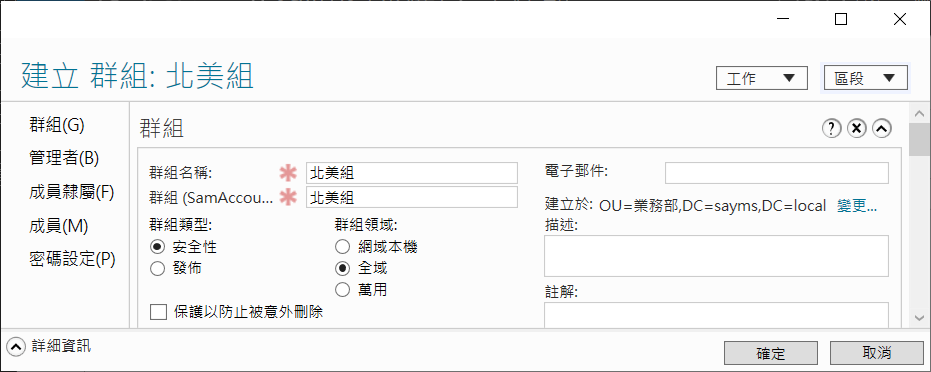 建立 群組: 北美組
工作
區段
群組(G)
管理者(B)
成員隸屬(F)
成員(M)
密碼設定(P)
群組
群組名稱:
北美組
群組 (SamAccou...
北美組
群組類型:
安全性
發佈
群組領域:
網域本機
全域
萬用
保護以防止被意外刪除
電子郵件:
建立於: OU=業務部,DC=sayms,DC=local 變更...
描述:
註解:
詳細資訊
確定
取消